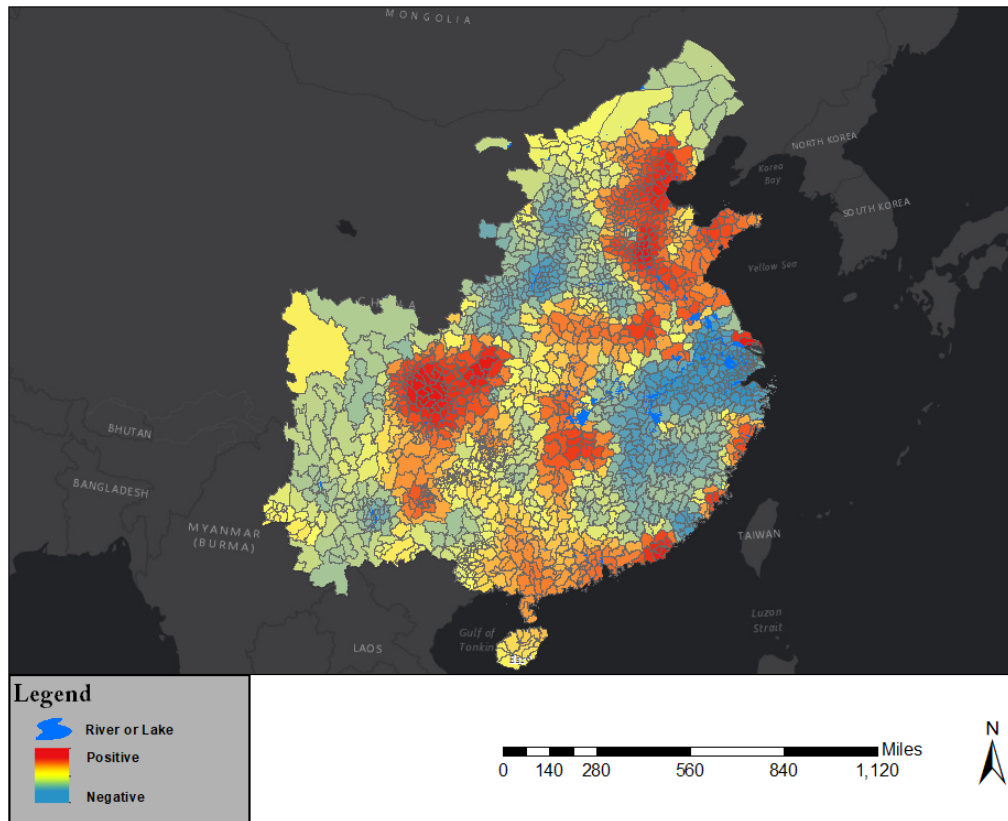 MONGOLIA
NORTH KOREA
Korea
Bay
SOUTH KOREA
Yellow Sea
BHUTAN
BANGLADESH
MYANMAR
(BURMA)
TAIWAN
Luzon
Strait
Gulf of
Tonkin
LAOS
Legend
River or Lake
Positive
Negative
Miles
0 140 280 560 840 1,120
N